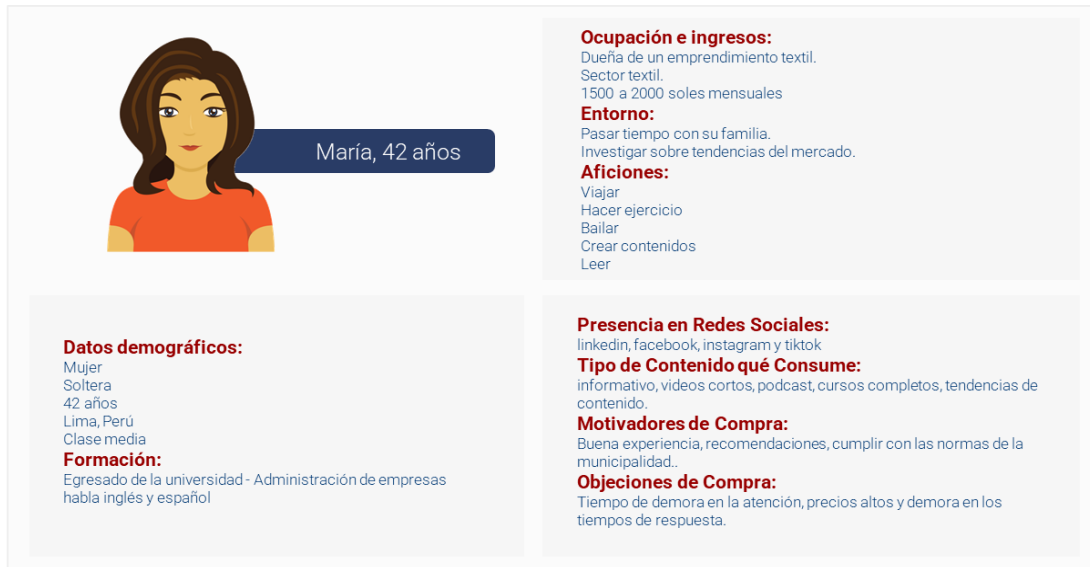 María, 42 años
Ocupación e ingresos:
Dueña de un emprendimiento textil.
Sector textil.
1500 a 2000 soles mensuales
Entorno:
Pasar tiempo con su familia.
Investigar sobre tendencias del mercado.
Aficiones:
Viajar
Hacer ejercicio
Bailar
Crear contenidos
Leer
Datos demográficos:
Mujer
Soltera
42 años
Lima, Perú
Clase media
Formación:
Egresado de la universidad - Administración de empresas
habla inglés y español
Presencia en Redes Sociales:
linkedin, facebook, instagram y tiktok
Tipo de Contenido qué Consume:
informativo, videos cortos, podcast, cursos completos, tendencias de
contenido.
Motivadores de Compra:
Buena experiencia, recomendaciones, cumplir con las normas de la
municipalidad..
Objeciones de Compra:
Tiempo de demora en la atención, precios altos y demora en los
tiempos de respuesta.